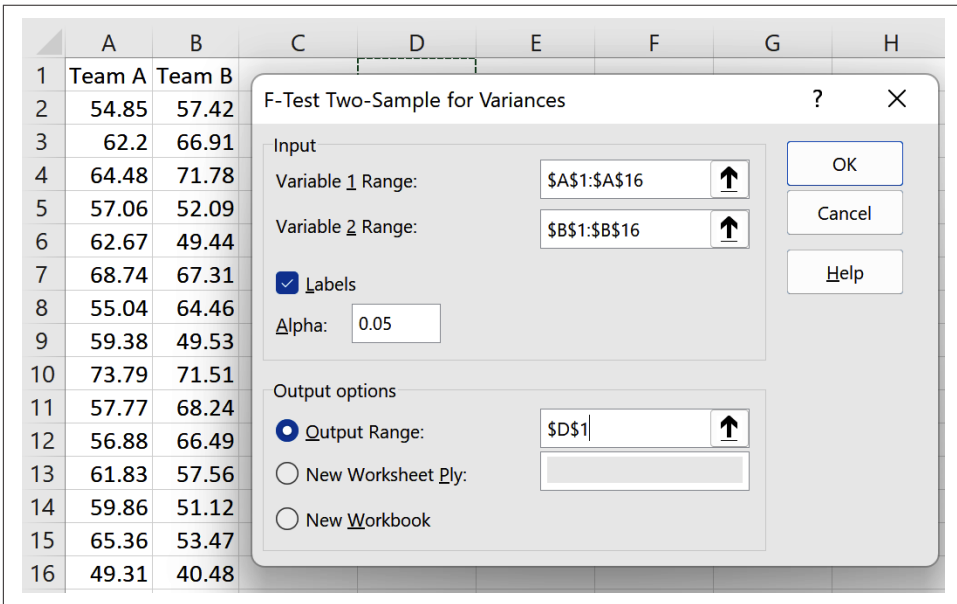 A B C D E F G H
1 Team A Team B
2 54.85 57.42
3 62.2 66.91
4 64.48 71.78
5 57.06 52.09
6 62.67 49.44
7 68.74 67.31
8 55.04 64.46
9 59.38 49.53
10 73.79 71.51
11 57.77 68.24
12 56.88 66.49
13 61.83 57.56
14 59.86 51.12
15 65.36 53.47
16 49.31 40.48
F-Test Two-Sample for Variances ? X
Input
Variable 1 Range: $A$1:$A$16
Variable 2 Range: $B$1:$B$16
Labels
Alpha: 0.05
OK
Cancel
Help
Output options
Output Range: $D$1
New Worksheet Ply:
New Workbook